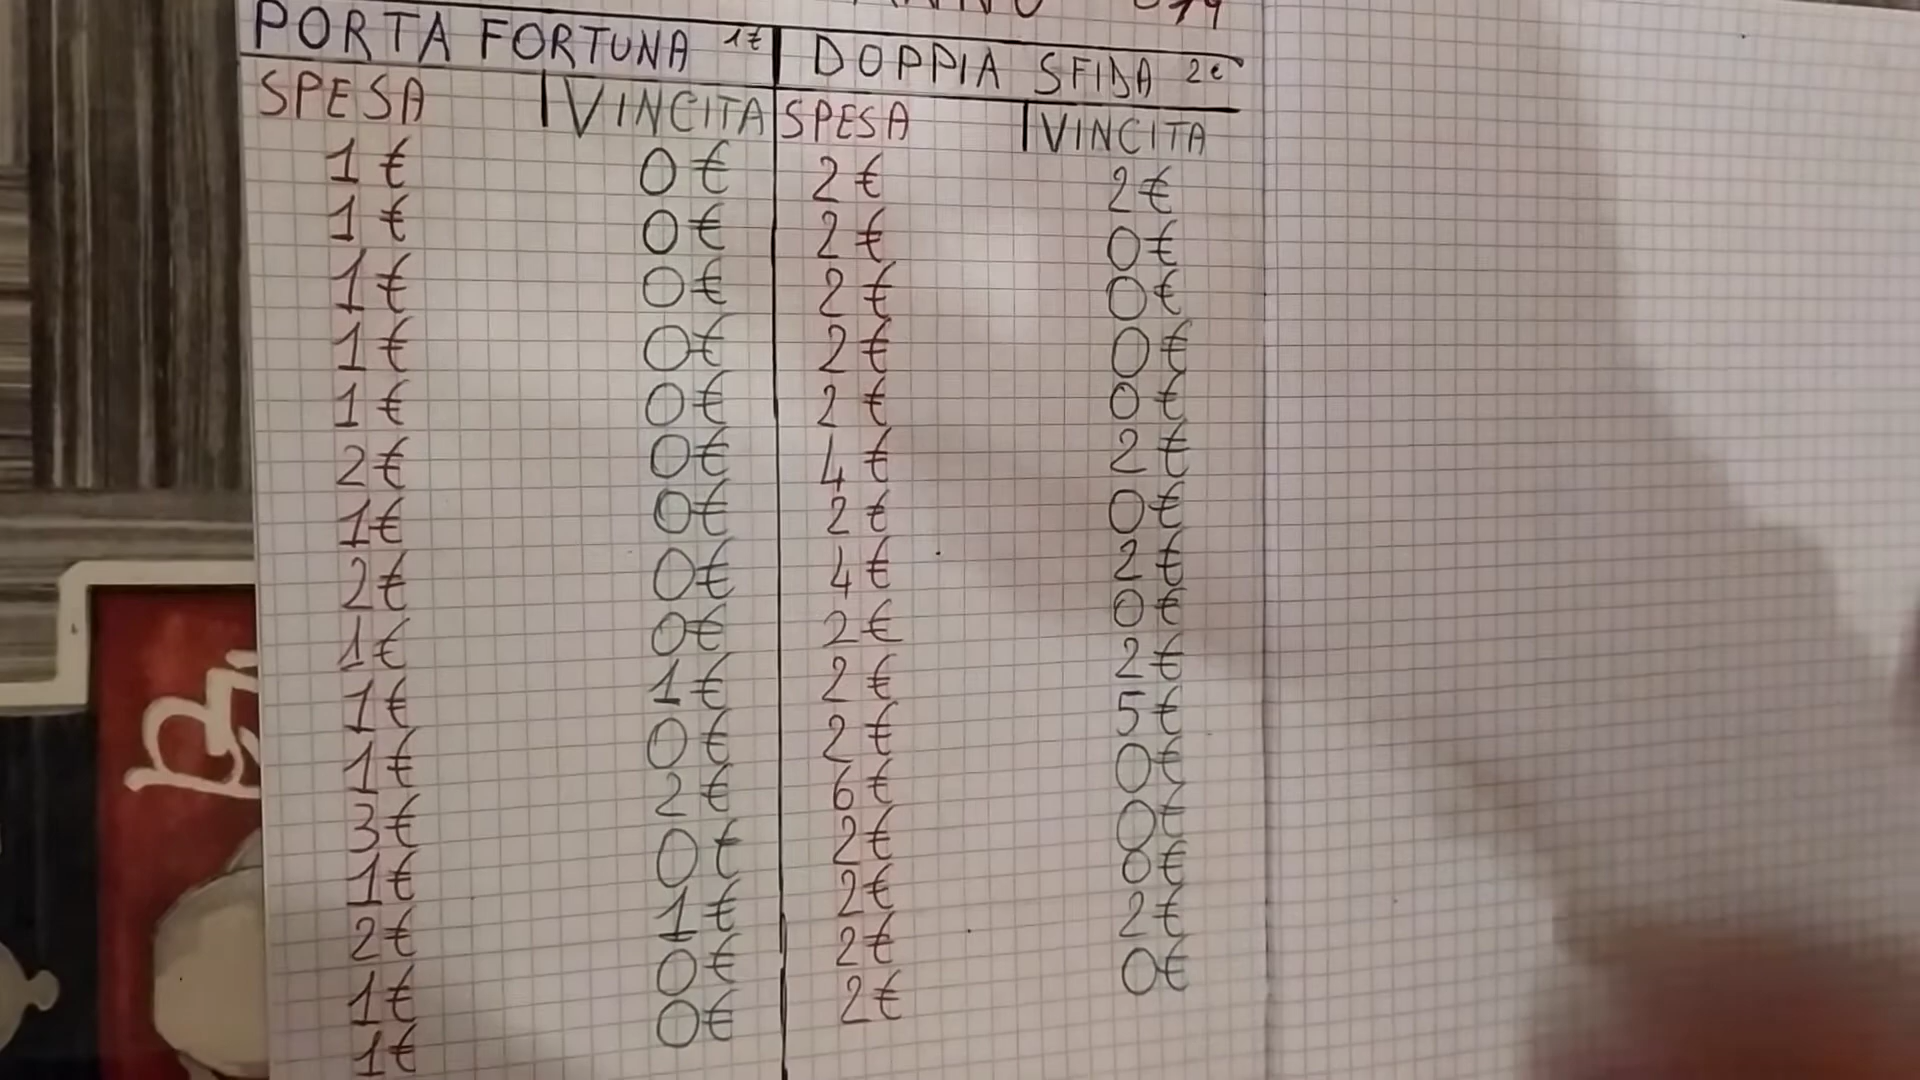 PORTA FORTUNA 1€ DOPPIA SFIDA 2€
SPESA VINCITA SPESA VINCITA
1€ 0€ 2€ 2€
1€ 0€ 2€ 0€
1€ 0€ 2€ 0€
1€ 0€ 2€ 0€
1€ 0€ 2€ 0€
2€ 0€ 4€ 2€
1€ 0€ 2€ 0€
2€ 0€ 4€ 2€
1€ 0€ 2€ 0€
1€ 1€ 2€ 2€
1€ 0€ 2€ 5€
3€ 2€ 6€ 0€
1€ 0€ 2€ 0€
2€ 1€ 2€ 0€
1€ 0€ 2€ 2€
1€ 0€ 2€ 0€